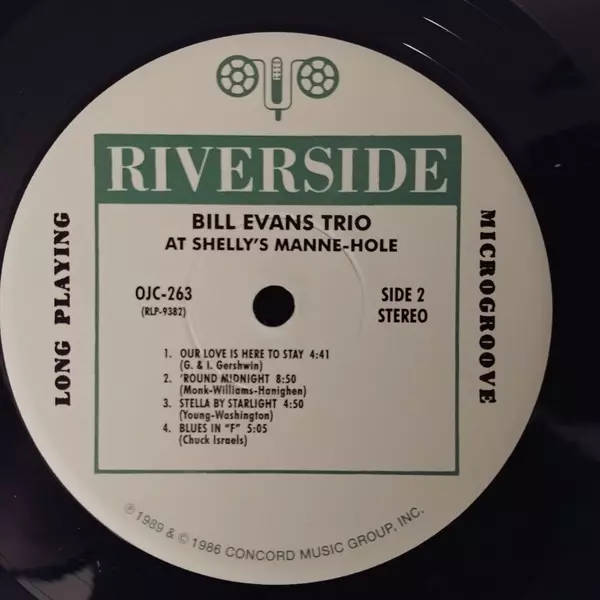 RIVERSIDE
BILL EVANS TRIO
AT SHELLY'S MANNE-HOLE
OJC-263
(RLP-9382)
SIDE 2
STEREO
LONG PLAYING
MICROGROOVE
1. OUR LOVE IS HERE TO STAY 4:41
(G. & I. Gershwin)
2. 'ROUND MIDNIGHT 8:50
(Monk-Williams-Hanighen)
3. STELLA BY STARLIGHT 4:50
(Young-Washington)
4. BLUES IN "F" 5:05
(Chuck Israels)
℗ 1989 & © 1986 CONCORD MUSIC GROUP, INC.